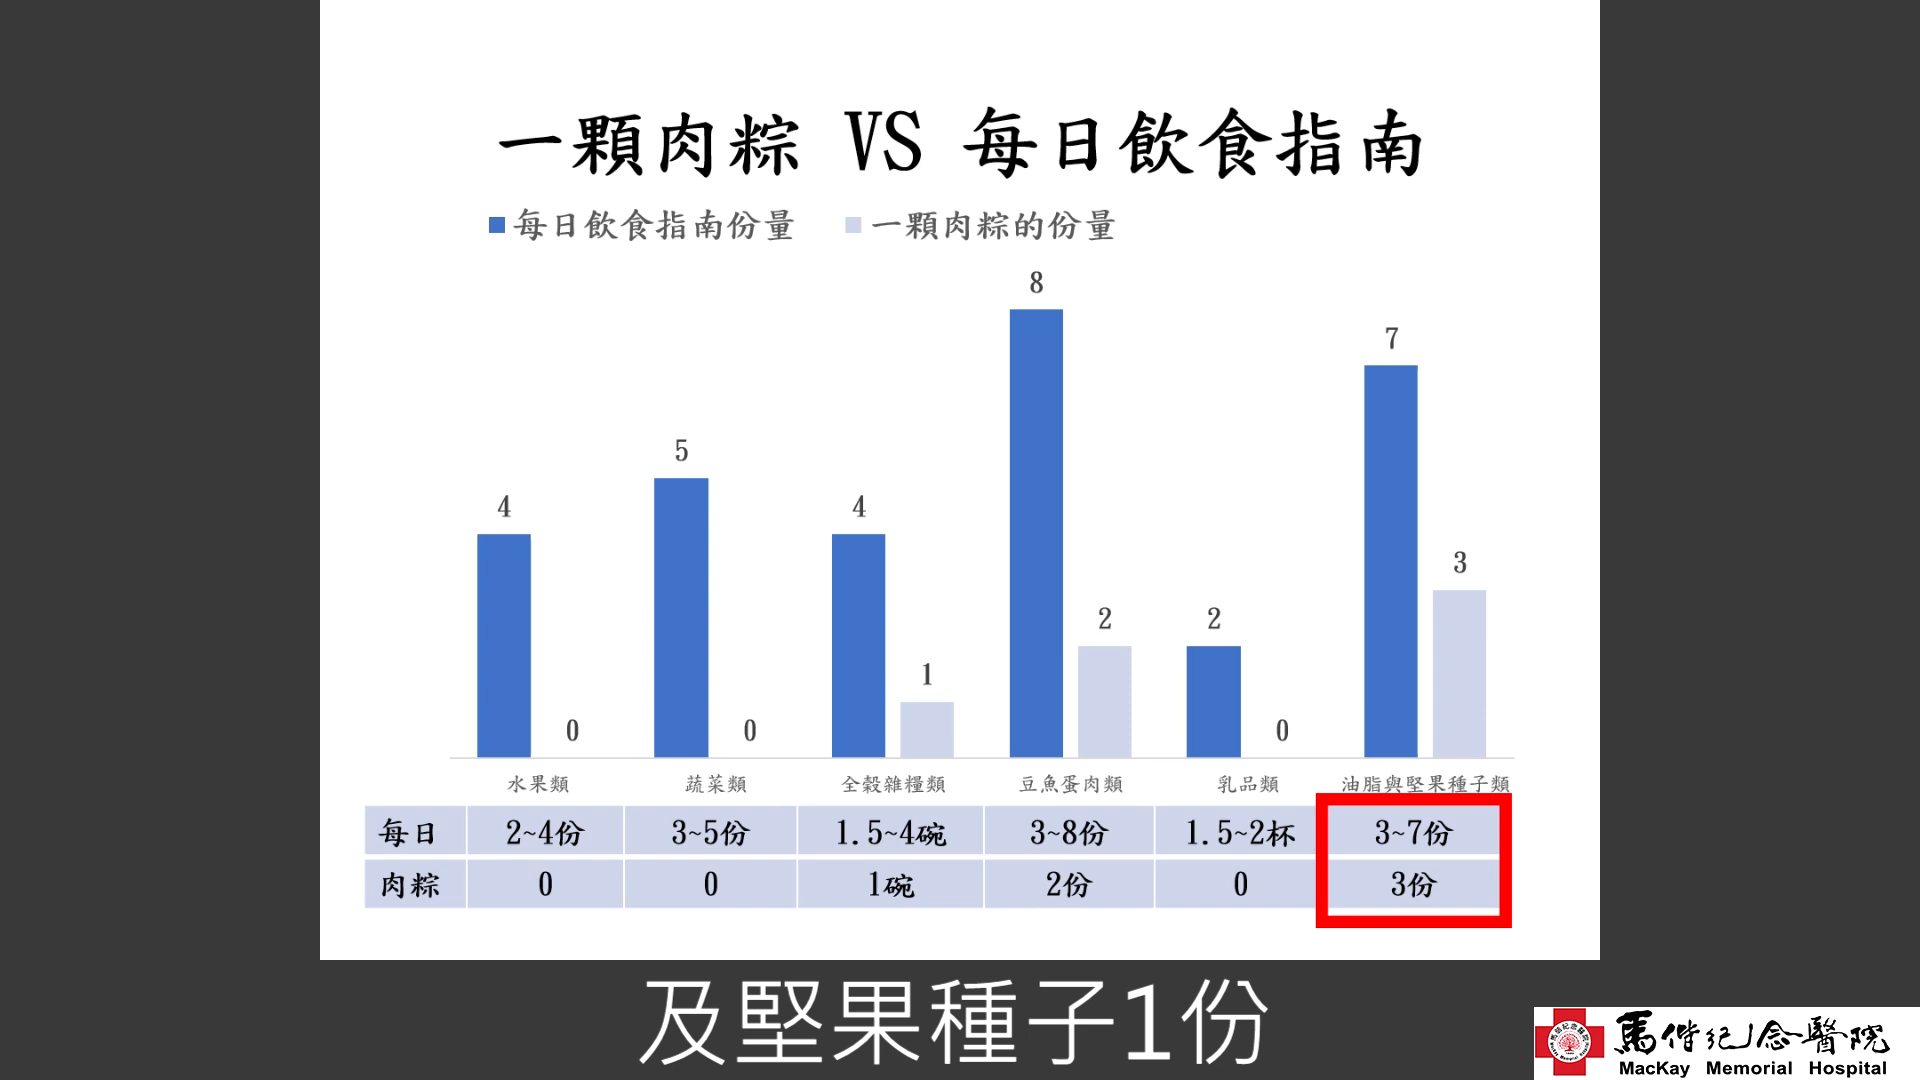 一顆肉粽 VS 每日飲食指南
每日飲食指南份量 一顆肉粽的份量
8
7
5
4 4
3
2 2
1
0 0 0
水果類 蔬菜類 全穀雜糧類 豆魚蛋肉類 乳品類 油脂與堅果種子類
每日 2~4份 3~5份 1.5~4碗 3~8份 1.5~2杯 3~7份
肉粽 0 0 1碗 2份 0 3份
及堅果種子1份
馬偕紀念醫院
MacKay Memorial Hospital